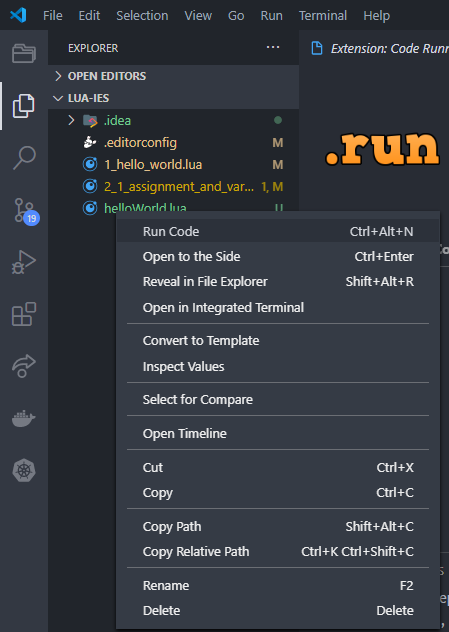 File Edit Selection View Go Run Terminal Help
EXPLORER
Extension: Code Runn
OPEN EDITORS
LUA-IES
.idea
.editorconfig M
1_hello_world.lua M
2_1_assignment_and_var... 1, M
helloWorld.lua U
.run
19
Run Code Ctrl+Alt+N
Open to the Side Ctrl+Enter
Reveal in File Explorer Shift+Alt+R
Open in Integrated Terminal
Convert to Template
Inspect Values
Select for Compare
Open Timeline
Cut Ctrl+X
Copy Ctrl+C
Copy Path Shift+Alt+C
Copy Relative Path Ctrl+K Ctrl+Shift+C
Rename F2
Delete Delete